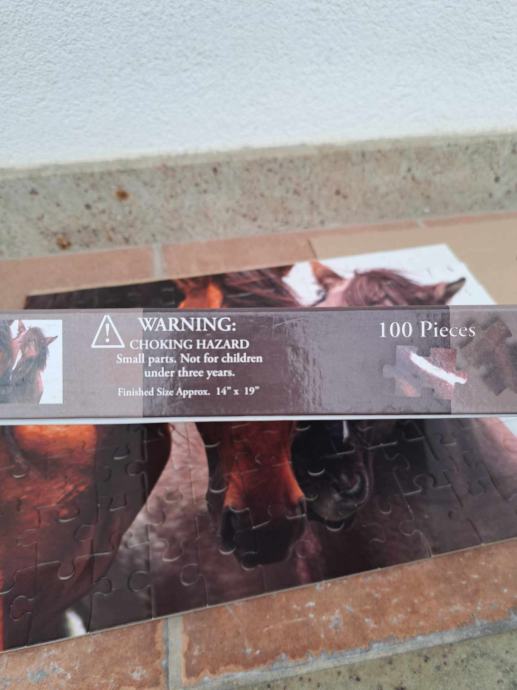 WARNING:
CHOKING HAZARD
Small parts. Not for children
under three years.
Finished Size Approx. 14" x 19"
100 Pieces